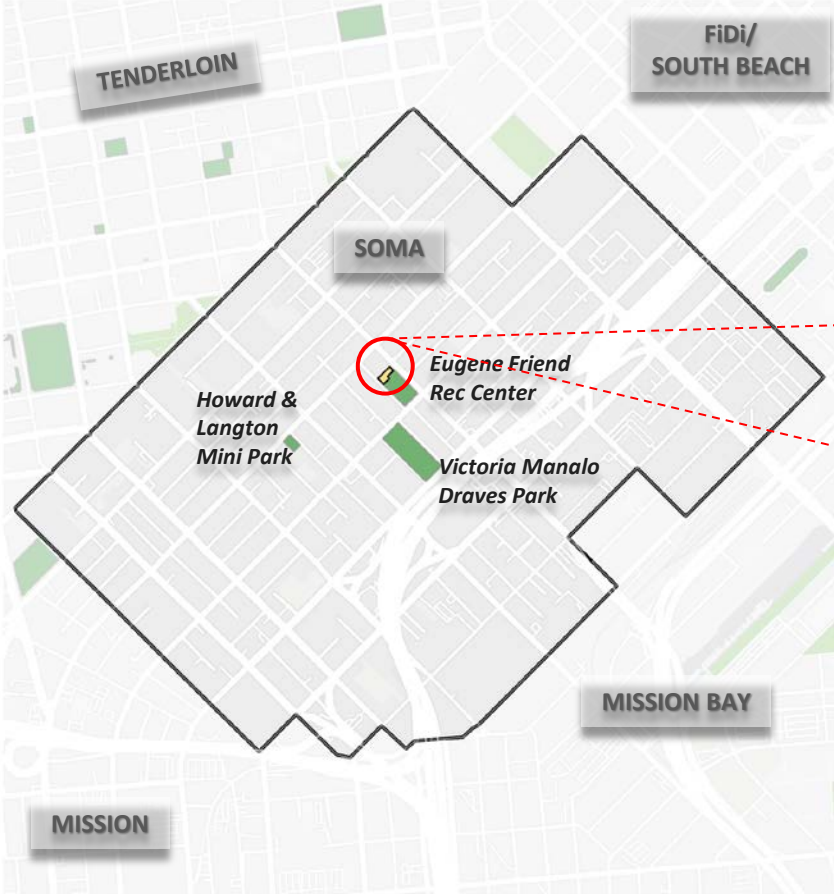 TENDERLOIN
FiDi/
SOUTH BEACH
SOMA
Eugene Friend
Rec Center
Howard &
Langton
Mini Park
Victoria Manalo
Draves Park
MISSION BAY
MISSION